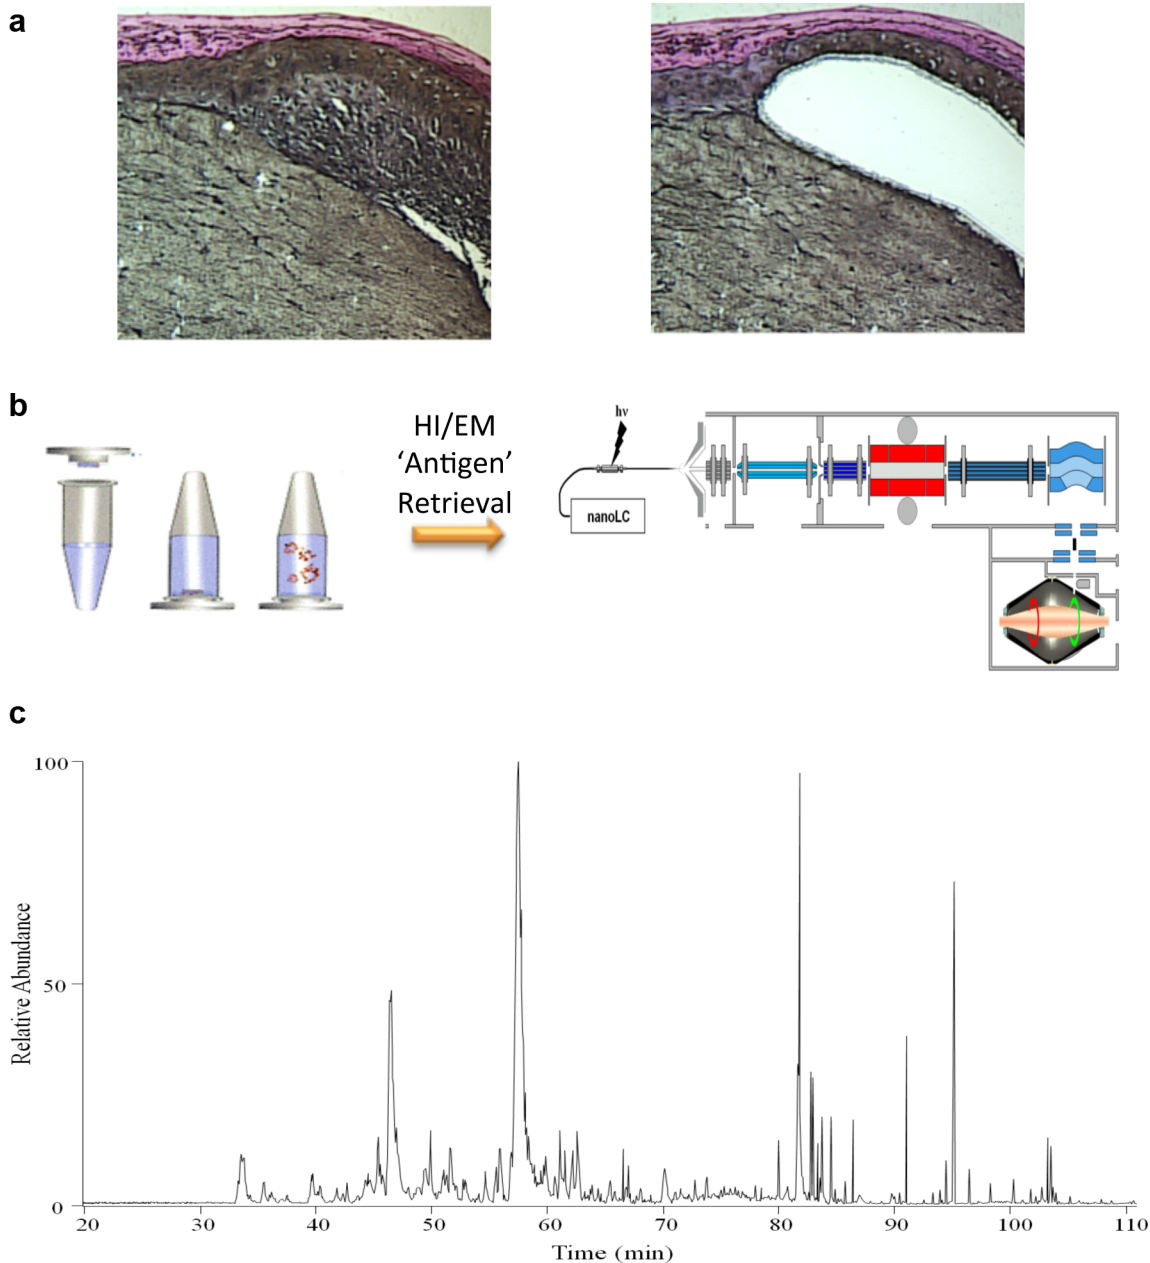 a
b
HI/EM
‘Antigen’
Retrieval
hν
nanoLC
c
Relative Abundance
100
50
0
20 30 40 50 60 70 80 90 100 110
Time (min)